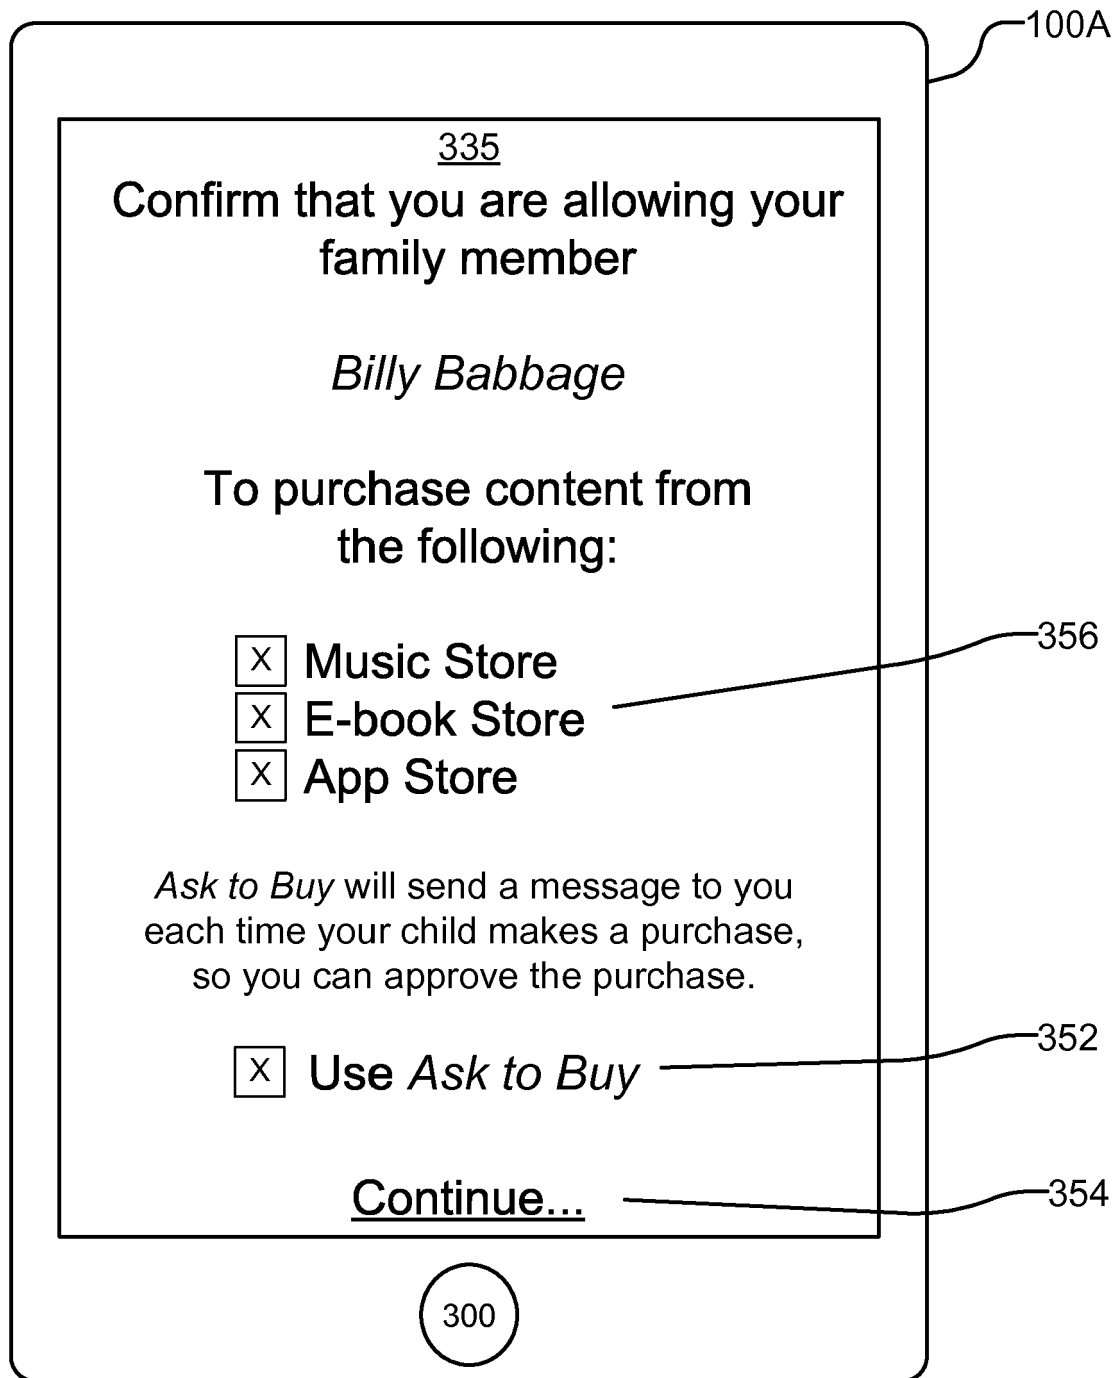 100A
335
Confirm that you are allowing your
family member
Billy Babbage
To purchase content from
the following:
356
X Music Store
X E-book Store
X App Store
Ask to Buy will send a message to you
each time your child makes a purchase,
so you can approve the purchase.
352
X Use Ask to Buy
354
Continue...
300